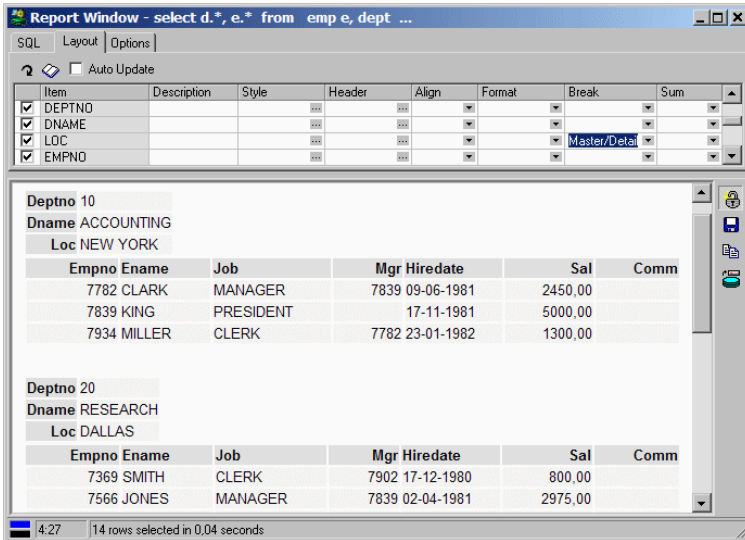 Report Window - select d.*, e.* from emp e, dept ...
SQL Layout Options
Auto Update
Item Description Style Header Align Format Break Sum
DEPTNO
DNAME
LOC Master/Detai
EMPNO
Deptno 10
Dname ACCOUNTING
Loc NEW YORK
Empno Ename Job Mgr Hiredate Sal Comm
7782 CLARK MANAGER 7839 09-06-1981 2450,00
7839 KING PRESIDENT 17-11-1981 5000,00
7934 MILLER CLERK 7782 23-01-1982 1300,00
Deptno 20
Dname RESEARCH
Loc DALLAS
Empno Ename Job Mgr Hiredate Sal Comm
7369 SMITH CLERK 7902 17-12-1980 800,00
7566 JONES MANAGER 7839 02-04-1981 2975,00
4:27 14 rows selected in 0,04 seconds